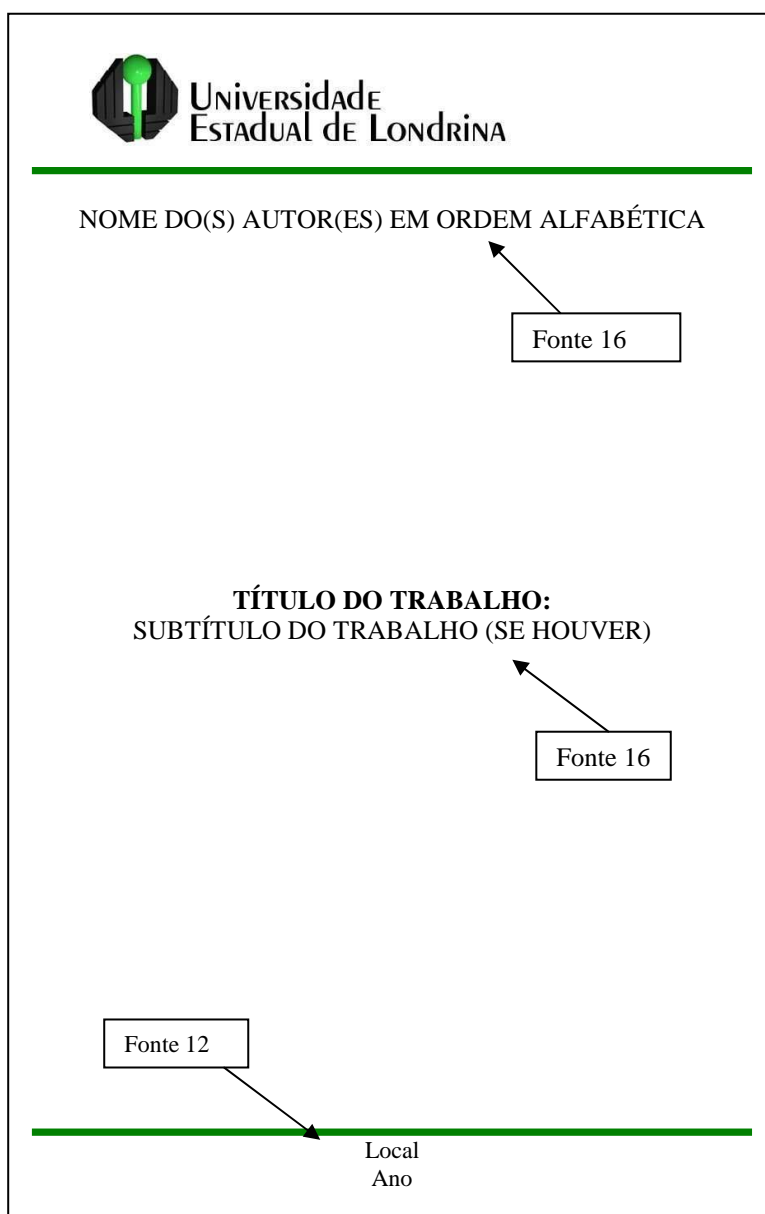 Universidade
Estadual de Londrina
NOME DO(S) AUTOR(ES) EM ORDEM ALFABÉTICA
Fonte 16
TÍTULO DO TRABALHO:
SUBTÍTULO DO TRABALHO (SE HOUVER)
Fonte 16
Fonte 12
Local
Ano